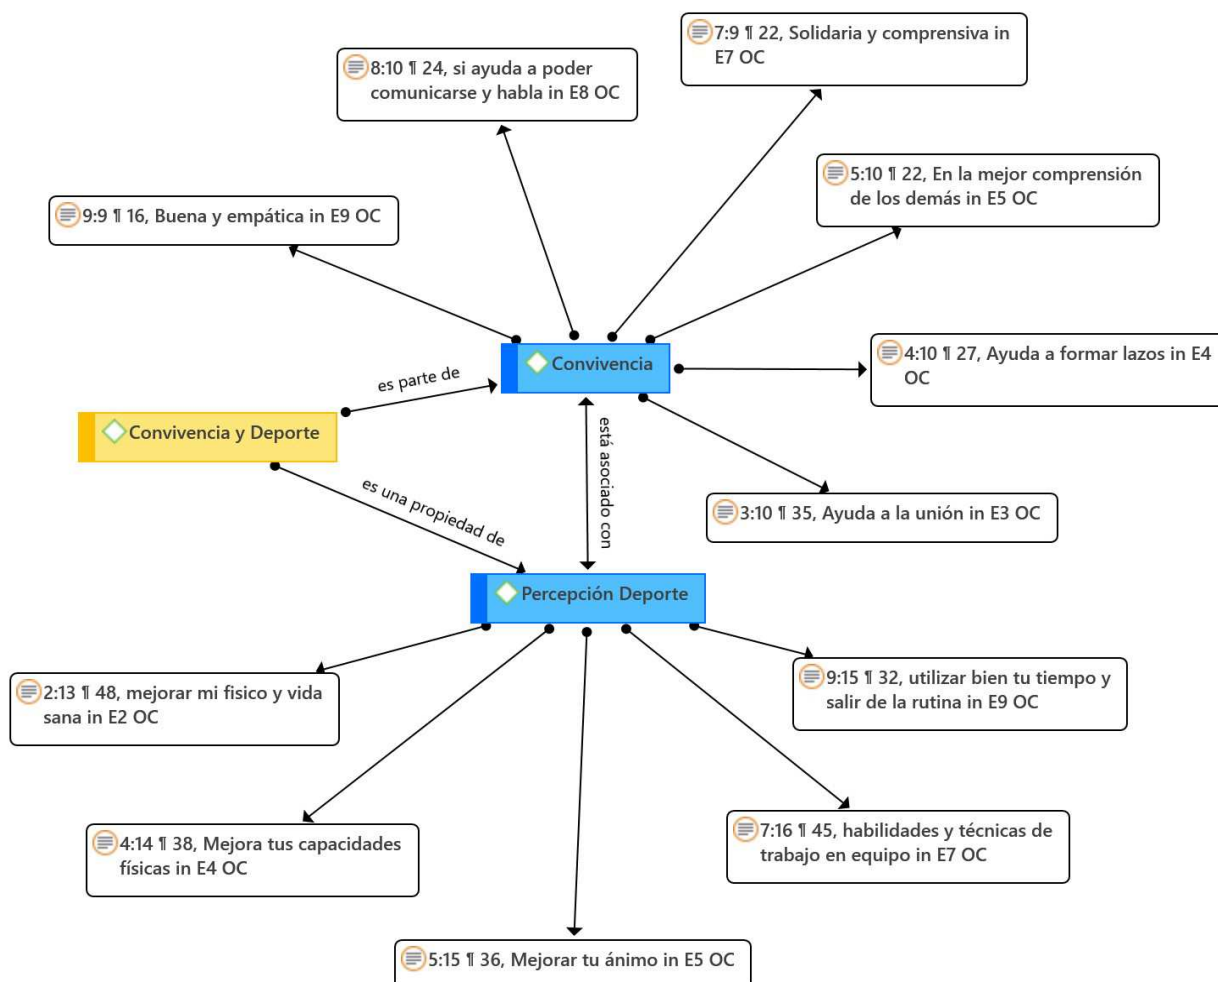 7:9 ¶ 22, Solidaria y comprensiva in
E7 OC
8:10 ¶ 24, si ayuda a poder
comunicarse y habla in E8 OC
5:10 ¶ 22, En la mejor comprensión
de los demás in E5 OC
9:9 ¶ 16, Buena y empática in E9 OC
4:10 ¶ 27, Ayuda a formar lazos in E4
OC
Convivencia
es parte de
Convivencia y Deporte
está asociado con
es una propiedad de
3:10 ¶ 35, Ayuda a la unión in E3 OC
Percepción Deporte
2:13 ¶ 48, mejorar mi fisico y vida
sana in E2 OC
9:15 ¶ 32, utilizar bien tu tiempo y
salir de la rutina in E9 OC
4:14 ¶ 38, Mejora tus capacidades
físicas in E4 OC
7:16 ¶ 45, habilidades y técnicas de
trabajo en equipo in E7 OC
5:15 ¶ 36, Mejorar tu ánimo in E5 OC